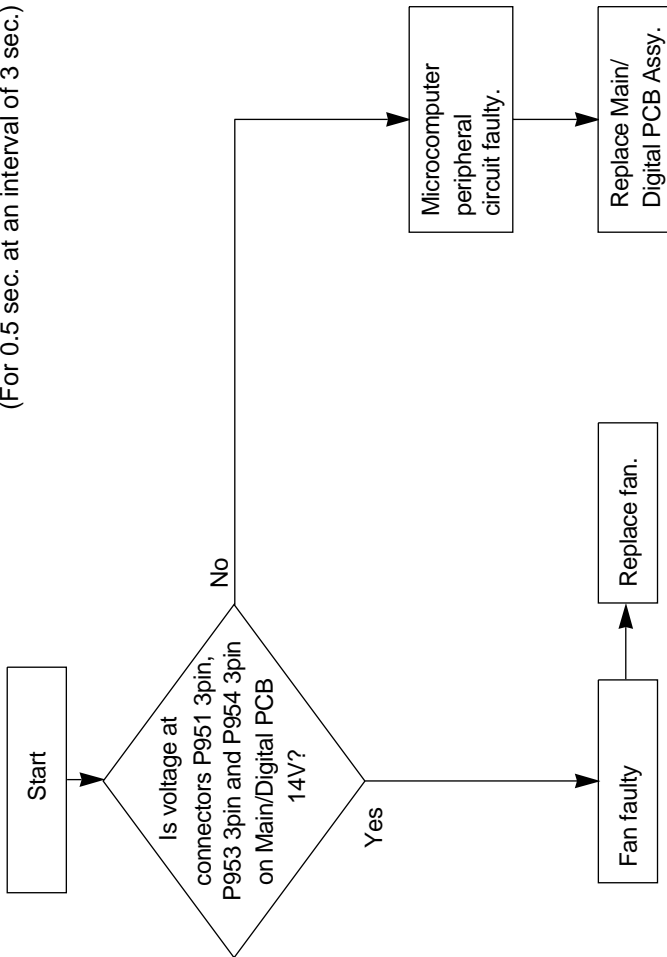 (For 0.5 sec. at an interval of 3 sec.)
Start
Is voltage at
connectors P951 3pin,
P953 3pin and P954 3pin
on Main/Digital PCB
14V?
No
Yes
Microcomputer
peripheral
circuit faulty.
Replace Main/
Digital PCB Assy.
Fan faulty
Replace fan.